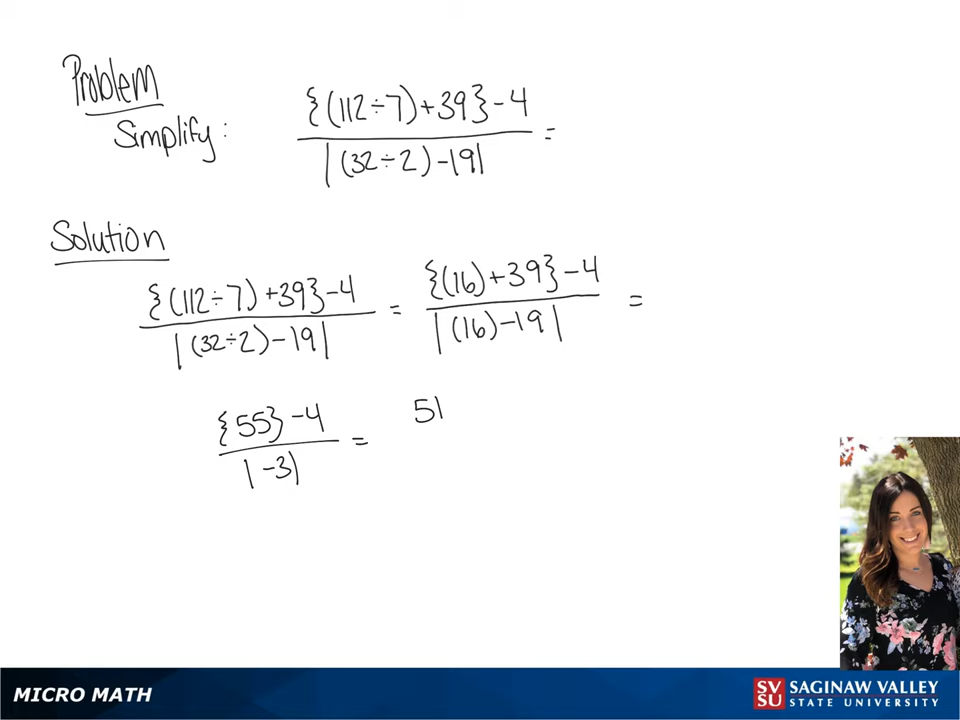 Problem
Simplify:
{(112÷7)+39}-4 / |(32÷2)-19| =
Solution
{(112÷7)+39}-4 / |(32÷2)-19| = {(16)+39}-4 / |(16)-19| =
{55}-4 / |-3| = 51
MICRO MATH
SV SU SAGINAW VALLEY STATE UNIVERSITY